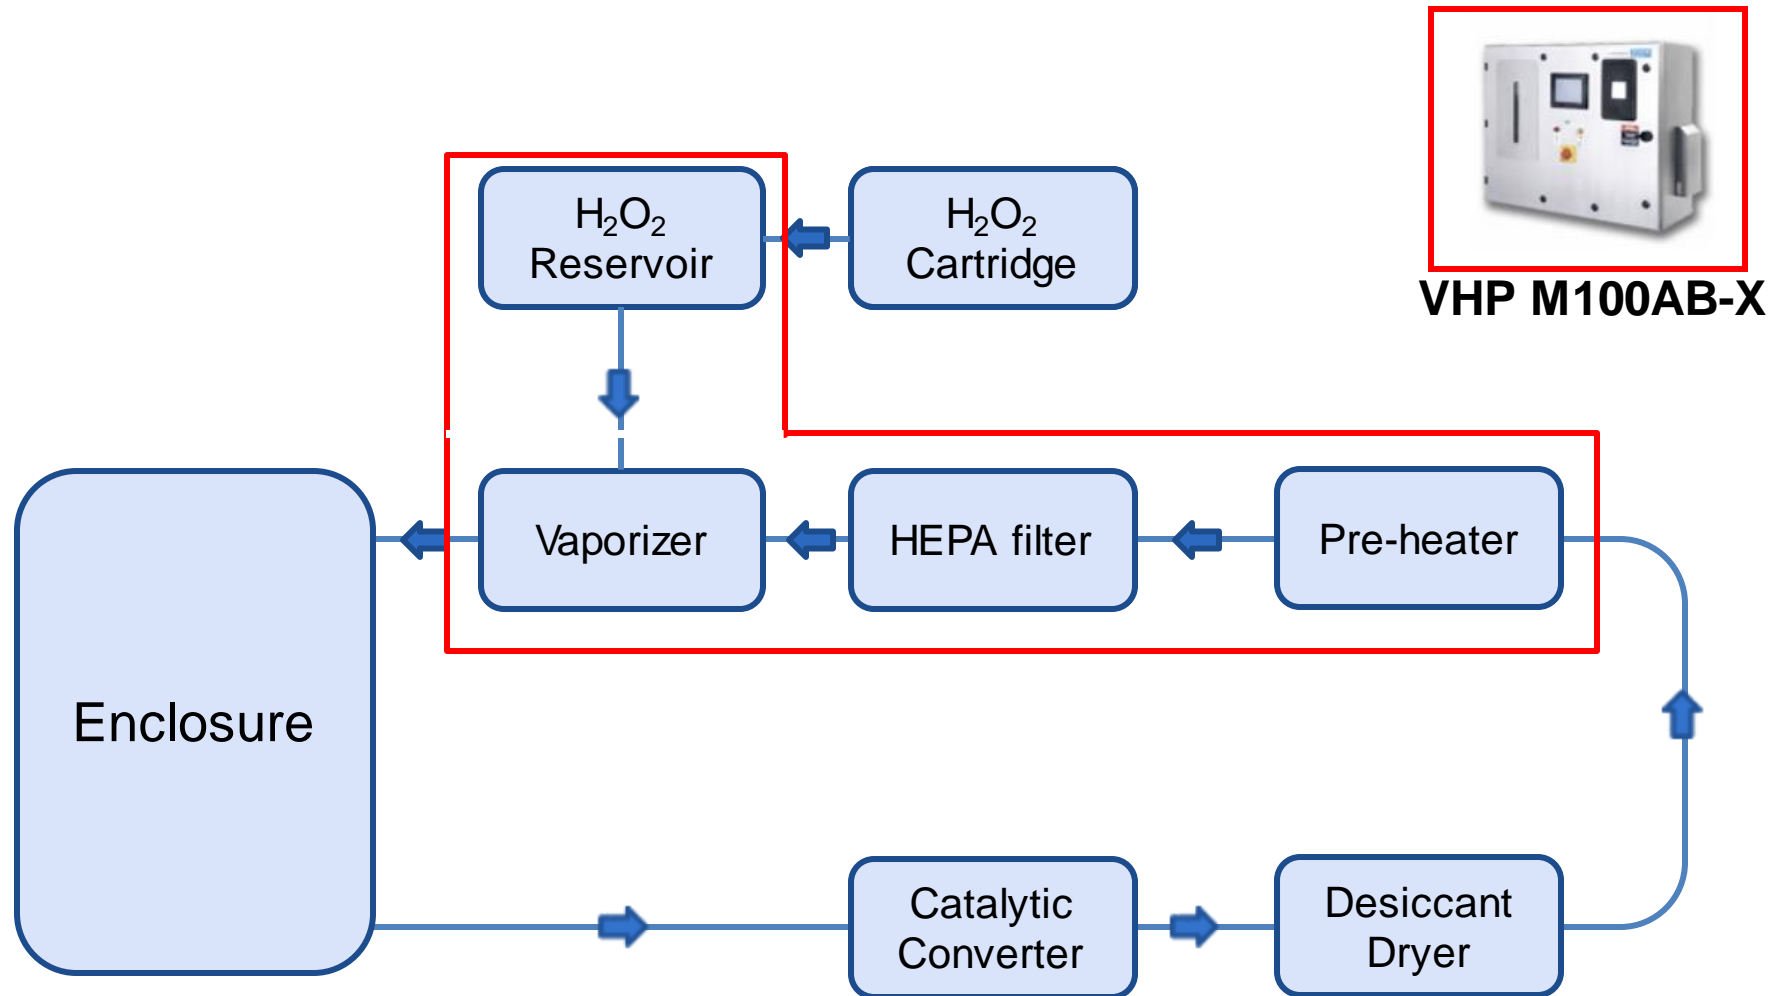 H₂O₂
Reservoir
H₂O₂
Cartridge
VHP M100AB-X
Vaporizer
HEPA filter
Pre-heater
Enclosure
Catalytic
Converter
Desiccant
Dryer